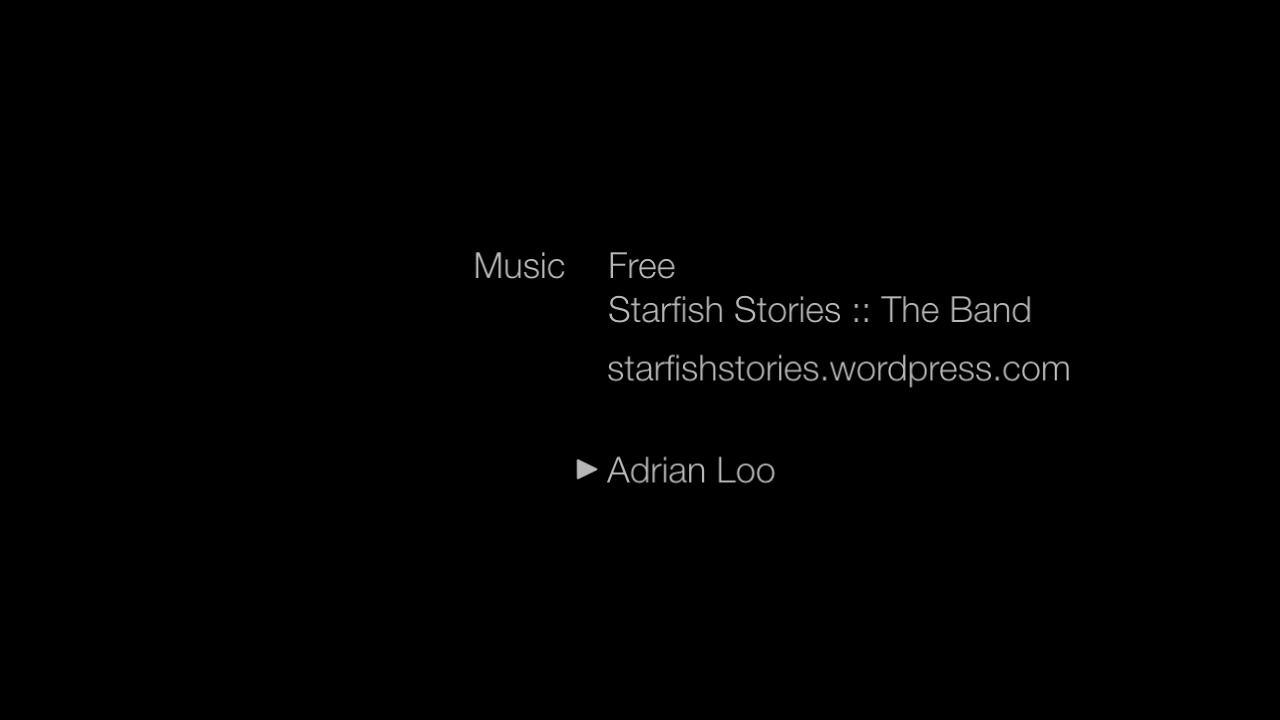 Music Free
Starfish Stories :: The Band
starfishstories.wordpress.com
▶ Adrian Loo